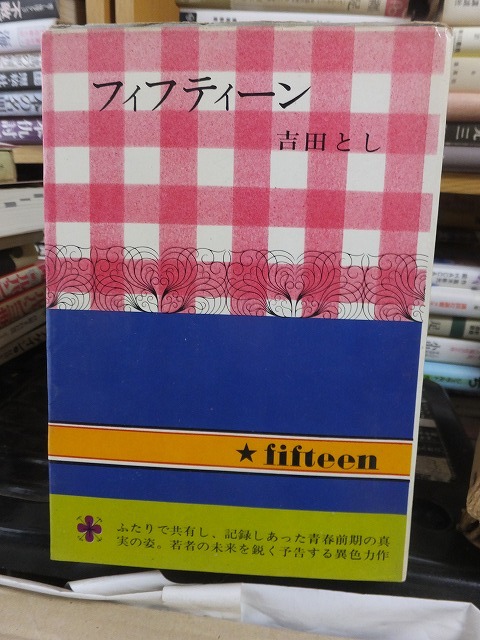 フィフティーン
吉田とし
★fifteen
ふたりで共有し、記録しあった青春前期の真
実の姿。若者の未来を鋭く予告する異色力作